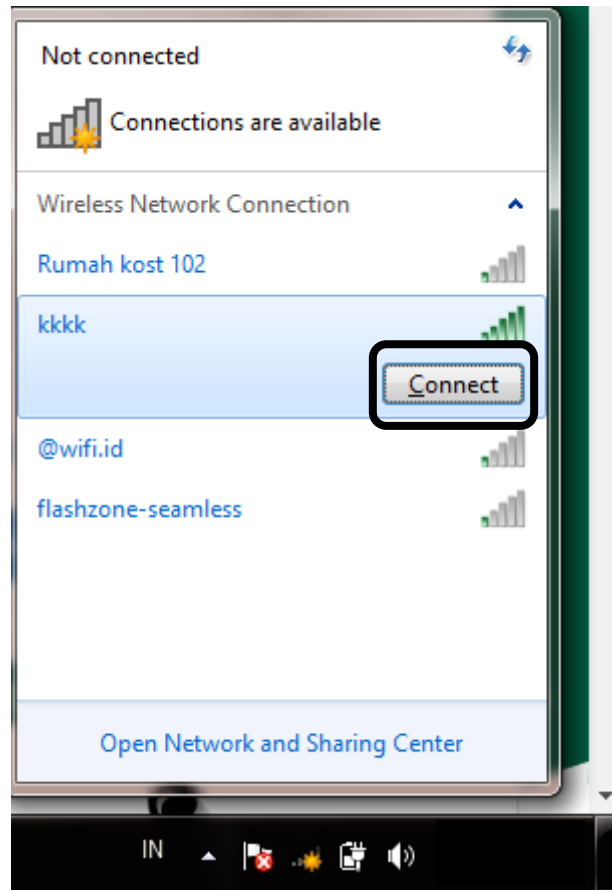 Not connected
Connections are available
Wireless Network Connection
Rumah kost 102
kkkk
Connect
@wifi.id
flashzone-seamless
Open Network and Sharing Center
IN